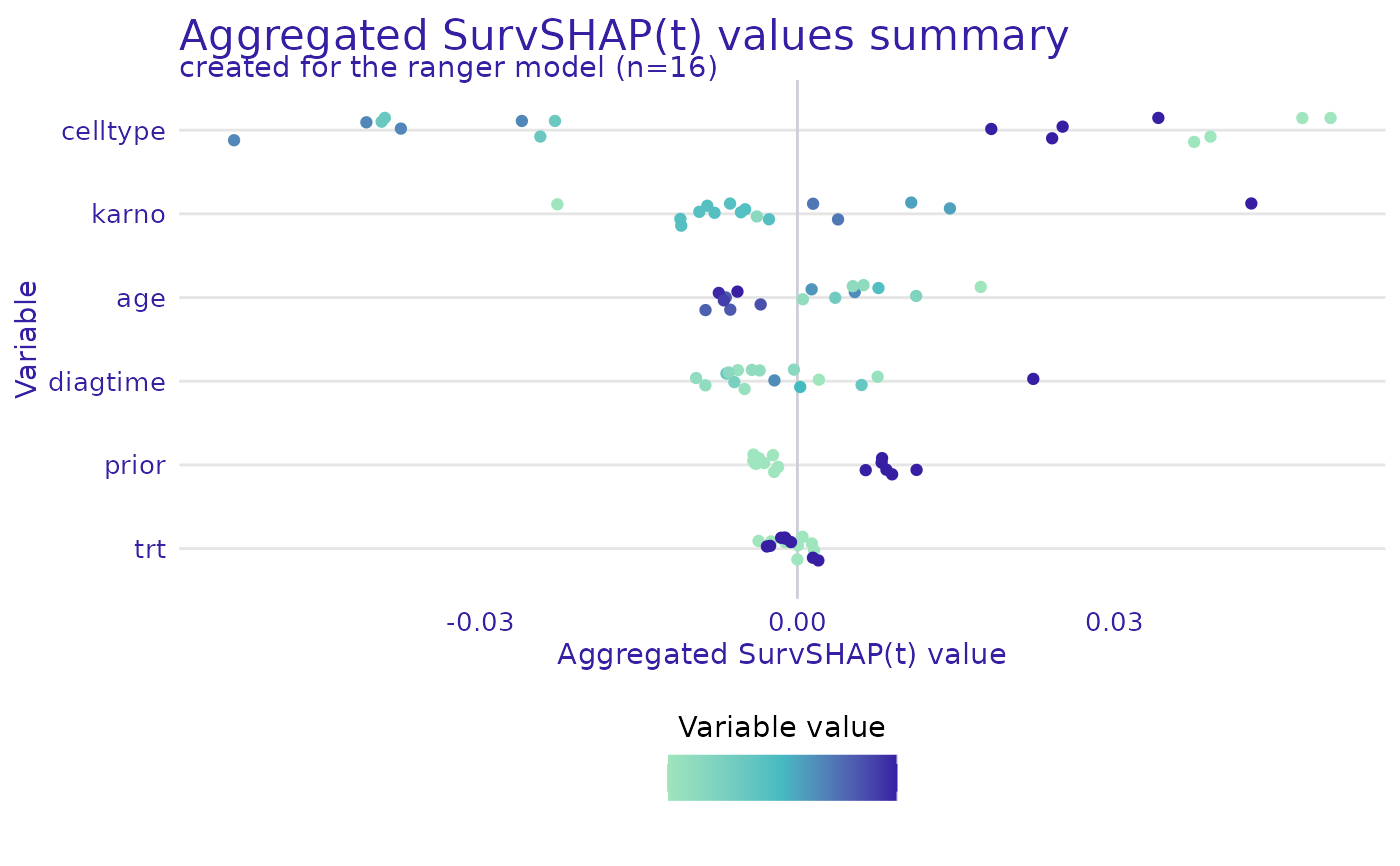 Aggregated SurvSHAP(t) values summary
created for the ranger model (n=16)
Variable
celltype
karno
age
diagtime
prior
trt
-0.03 0.00 0.03
Aggregated SurvSHAP(t) value
Variable value